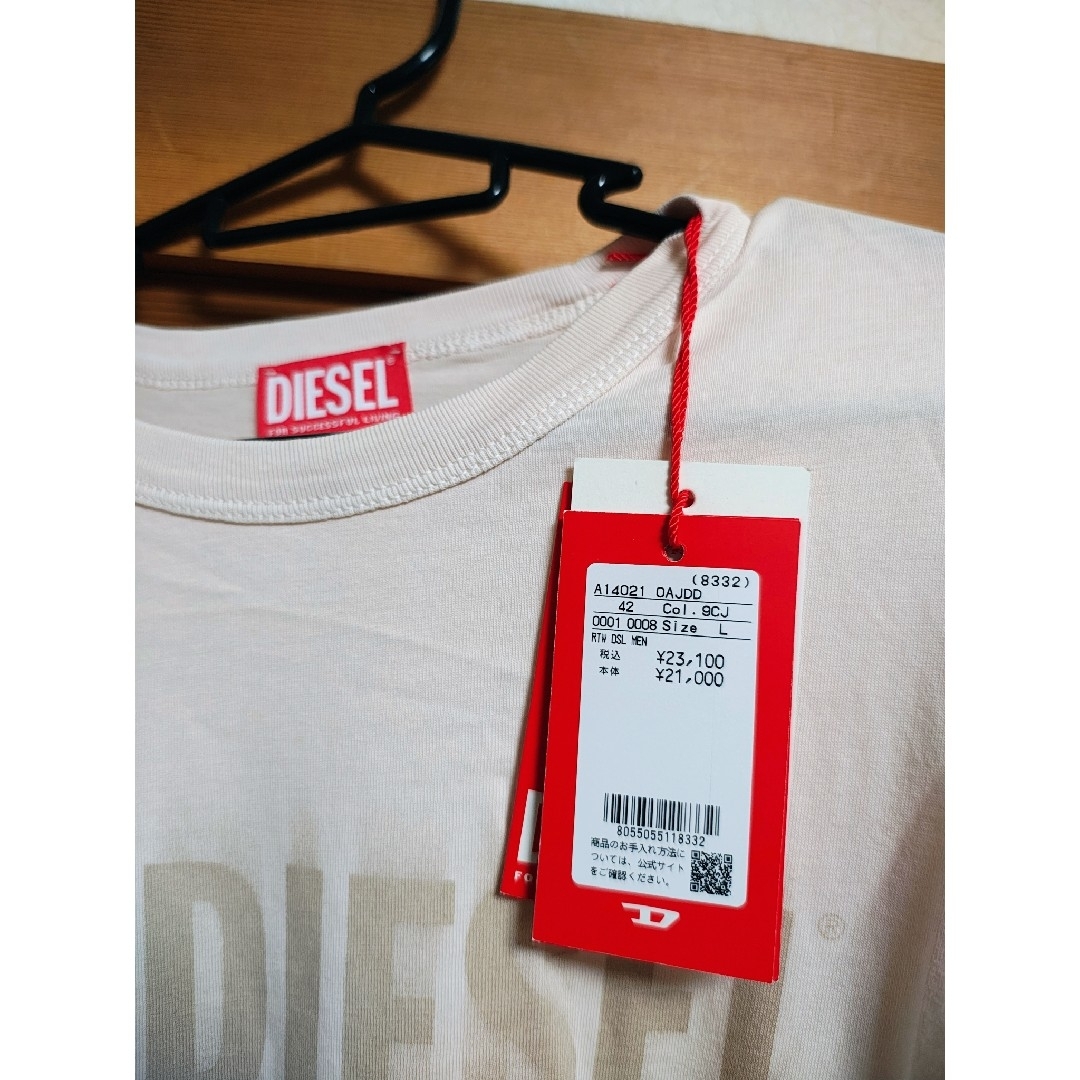 DIESEL®
FOR SUCCESSFUL LIVING
(8332)
A14021 0AJDD
42 Col.9CJ
0001 0008 Size L
RTW DSL MEN
税込 ¥23,100
本体 ¥21,000
8055055118332
商品のお手入れ方法に
ついては、公式サイト
をご確認ください。
D
FO
DIESEL®